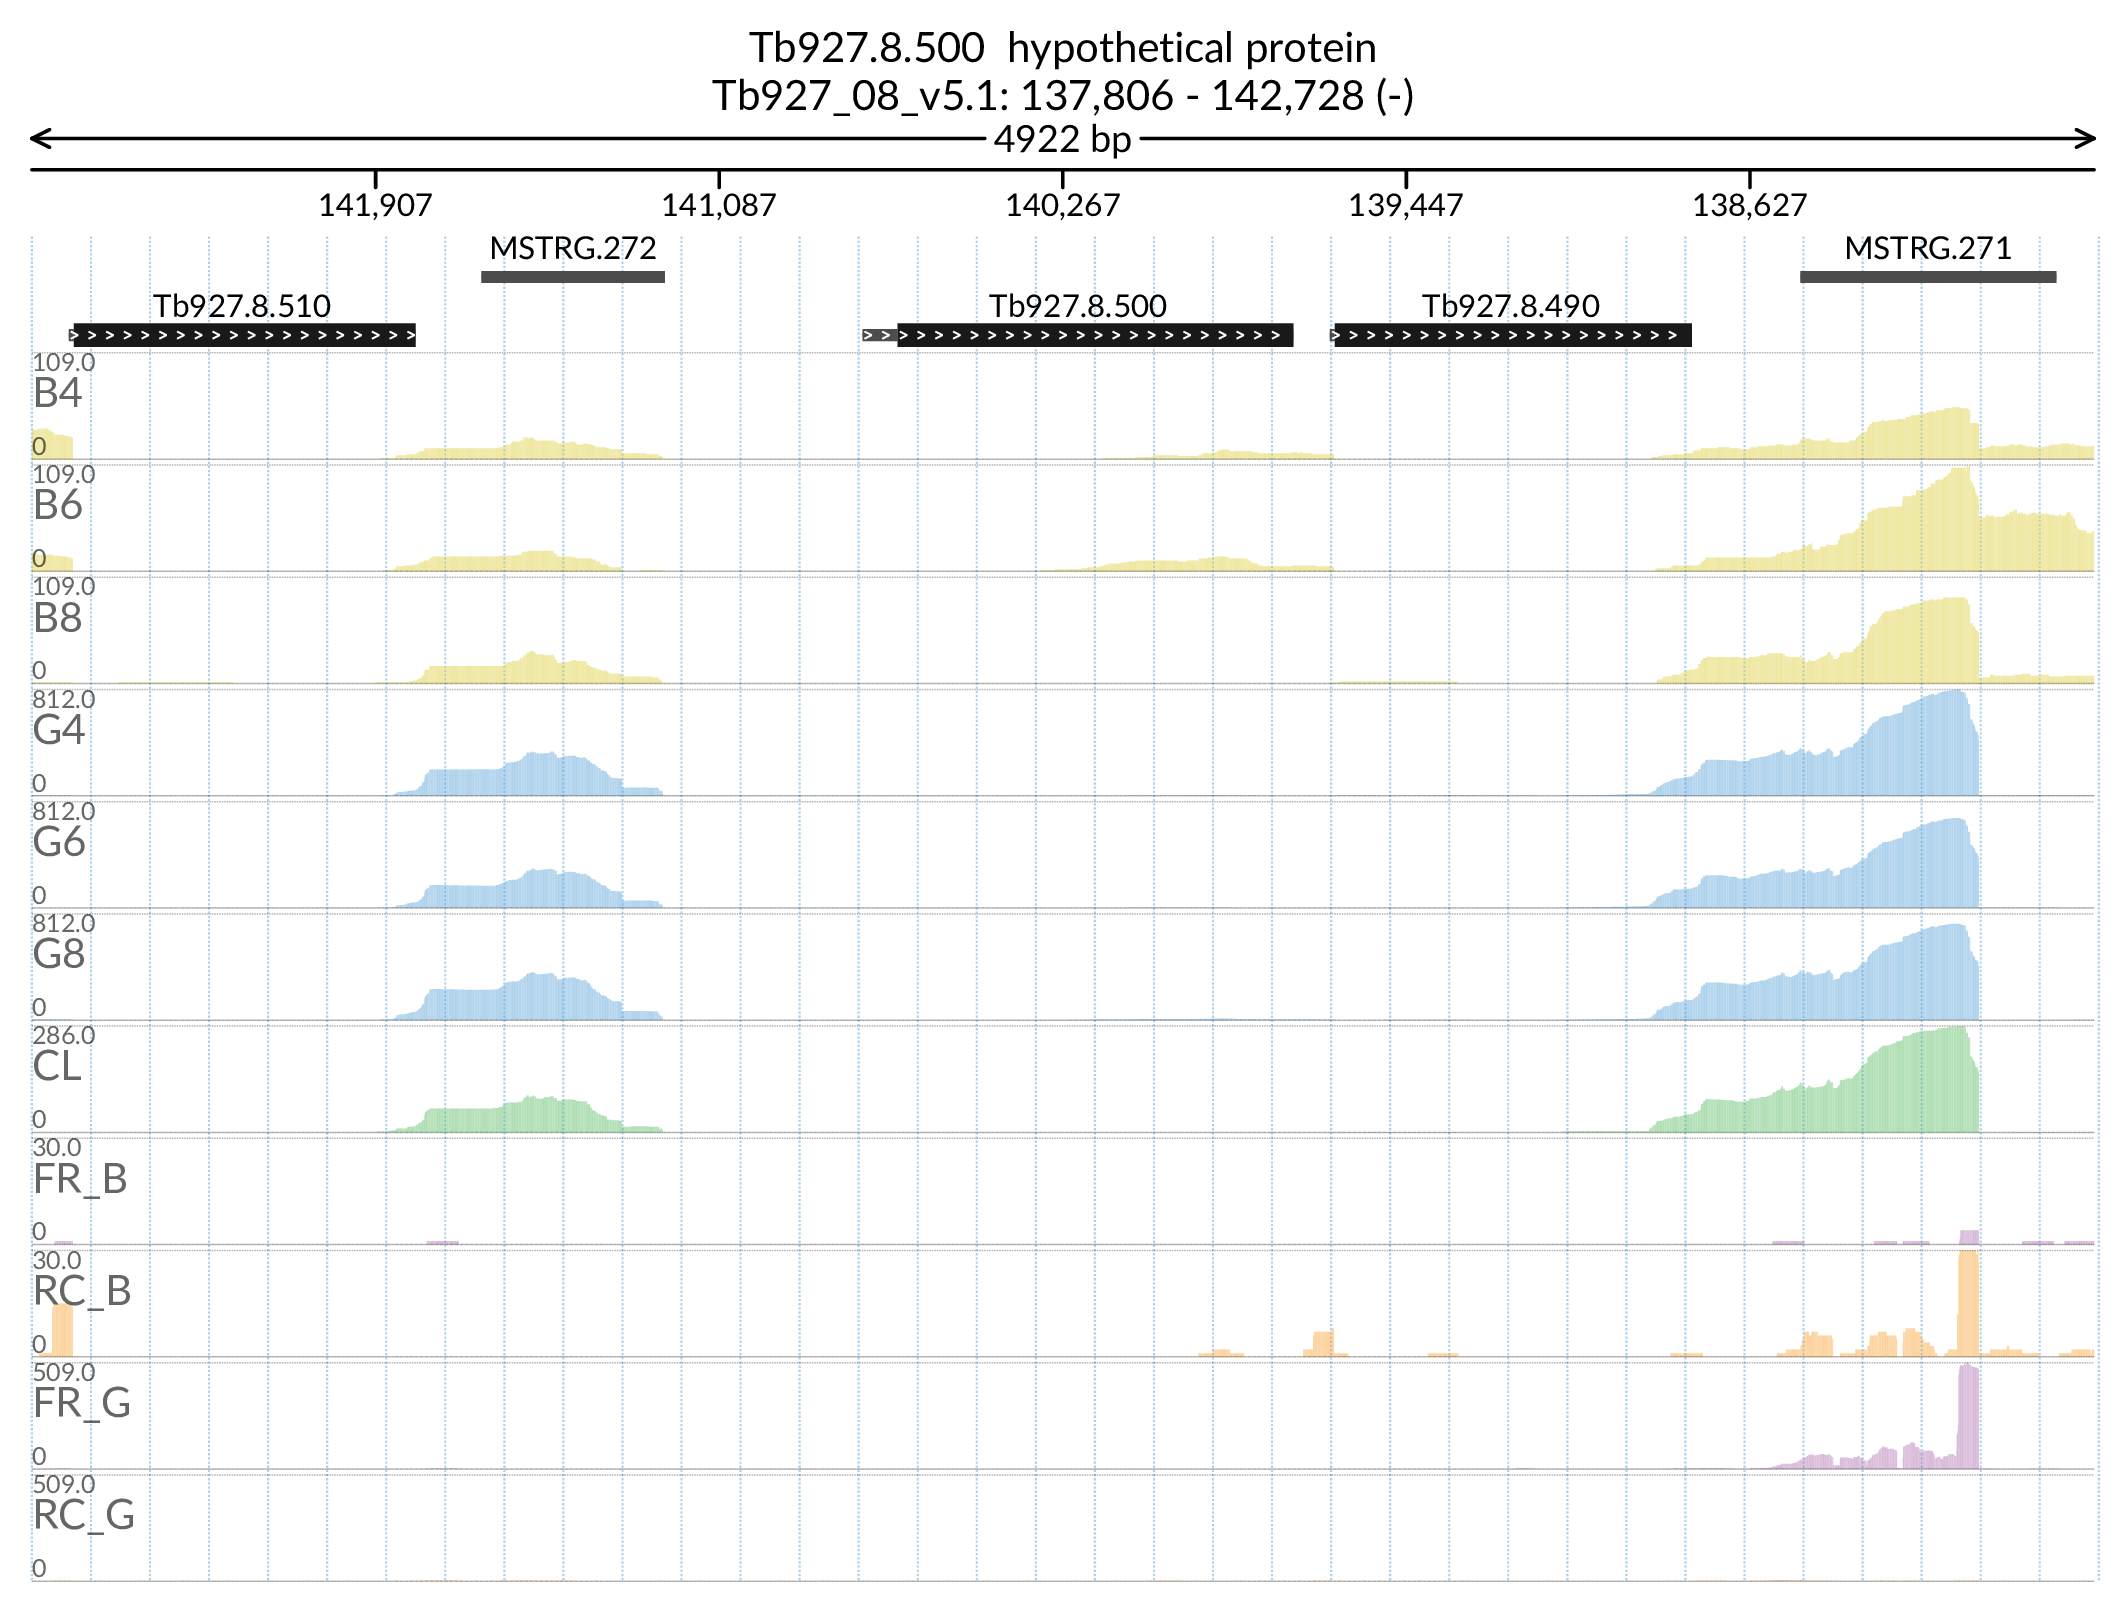 Tb927.8.500  hypothetical protein
Tb927_08_v5.1: 137,806 - 142,728 (-)
4922 bp
141,907 141,087 140,267 139,447 138,627
MSTRG.272 MSTRG.271
Tb927.8.510 Tb927.8.500 Tb927.8.490
109.0
B4
0
109.0
B6
0
109.0
B8
0
812.0
G4
0
812.0
G6
0
812.0
G8
0
286.0
CL
0
30.0
FR_B
0
30.0
RC_B
0
509.0
FR_G
0
509.0
RC_G
0